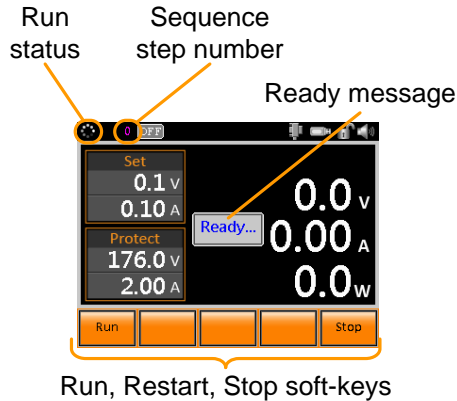 Run
status
Sequence
step number
Ready message
0 OFF
Set
0.1 V
0.10 A
Protect
176.0 V
2.00 A
Ready...
0.0 V
0.00 A
0.0 W
Run
Stop
Run, Restart, Stop soft-keys